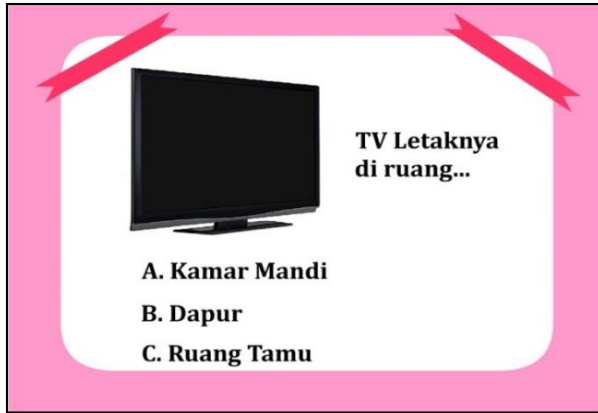 TV Letaknya
di ruang...
A. Kamar Mandi
B. Dapur
C. Ruang Tamu